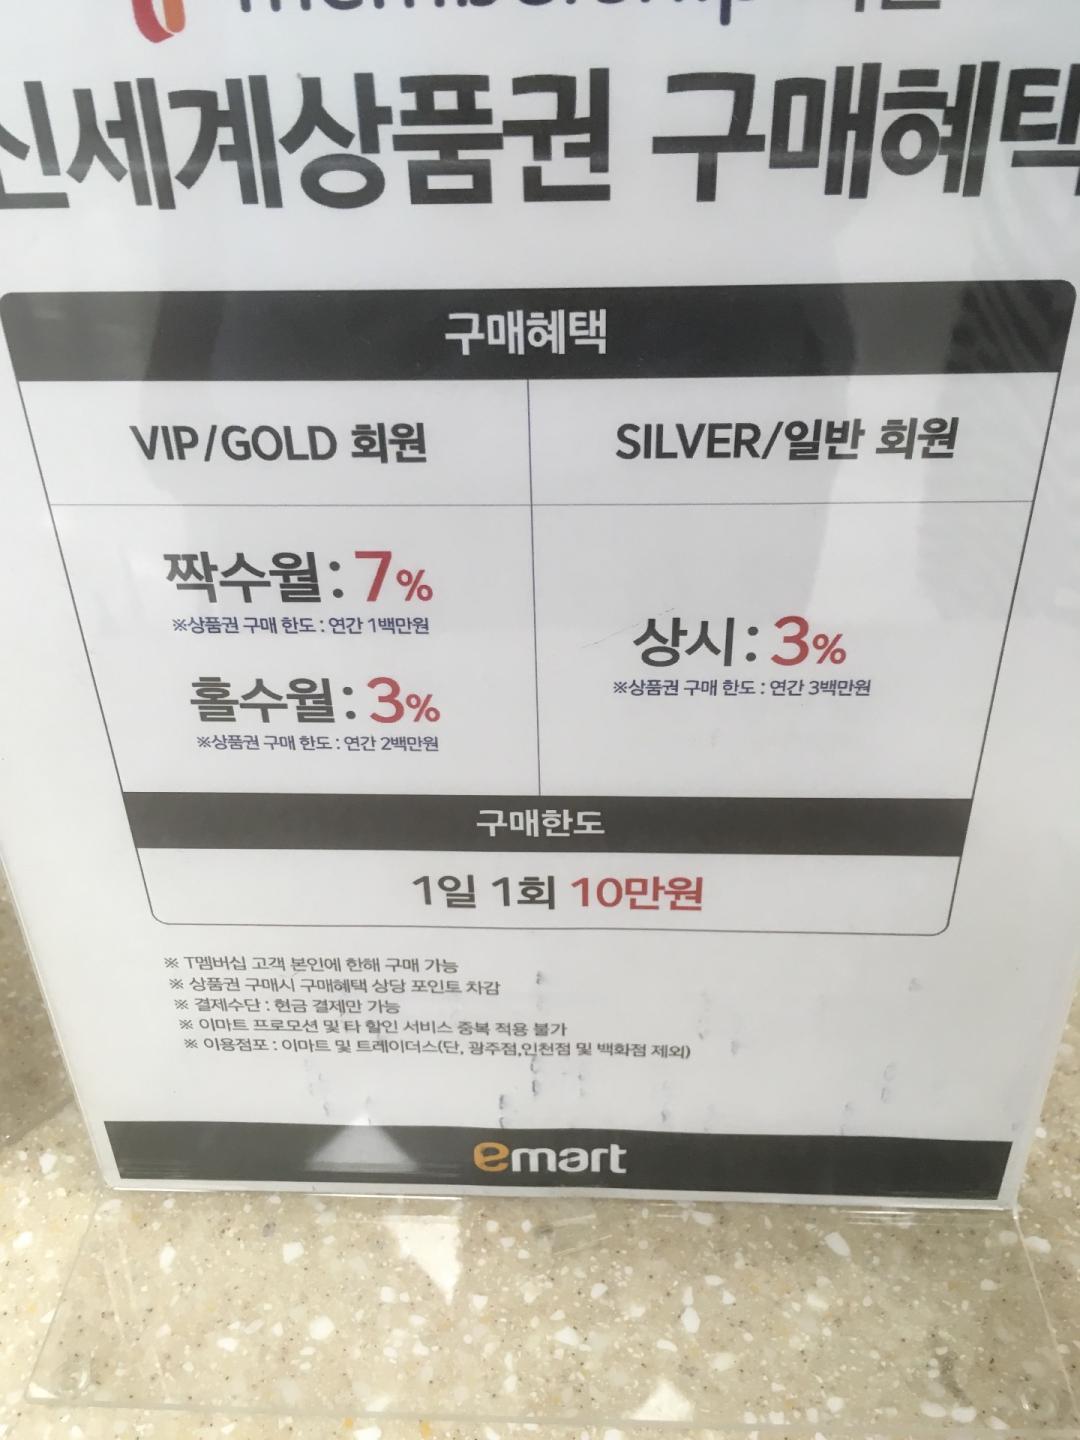 membership
신세계상품권 구매혜택
구매혜택
VIP/GOLD 회원
짝수월: 7%
※상품권 구매 한도 : 연간 1백만원
홀수월: 3%
※상품권 구매 한도 : 연간 2백만원
SILVER/일반 회원
상시: 3%
※상품권 구매 한도 : 연간 3백만원
구매한도
1일 1회 10만원
※ T멤버십 고객 본인에 한해 구매 가능
※ 상품권 구매시 구매혜택 상당 포인트 차감
※ 결제수단 : 현금 결제만 가능
※ 이마트 프로모션 및 타 할인 서비스 중복 적용 불가
※ 이용점포 : 이마트 및 트레이더스(단, 광주점,인천점 및 백화점 제외)
emart